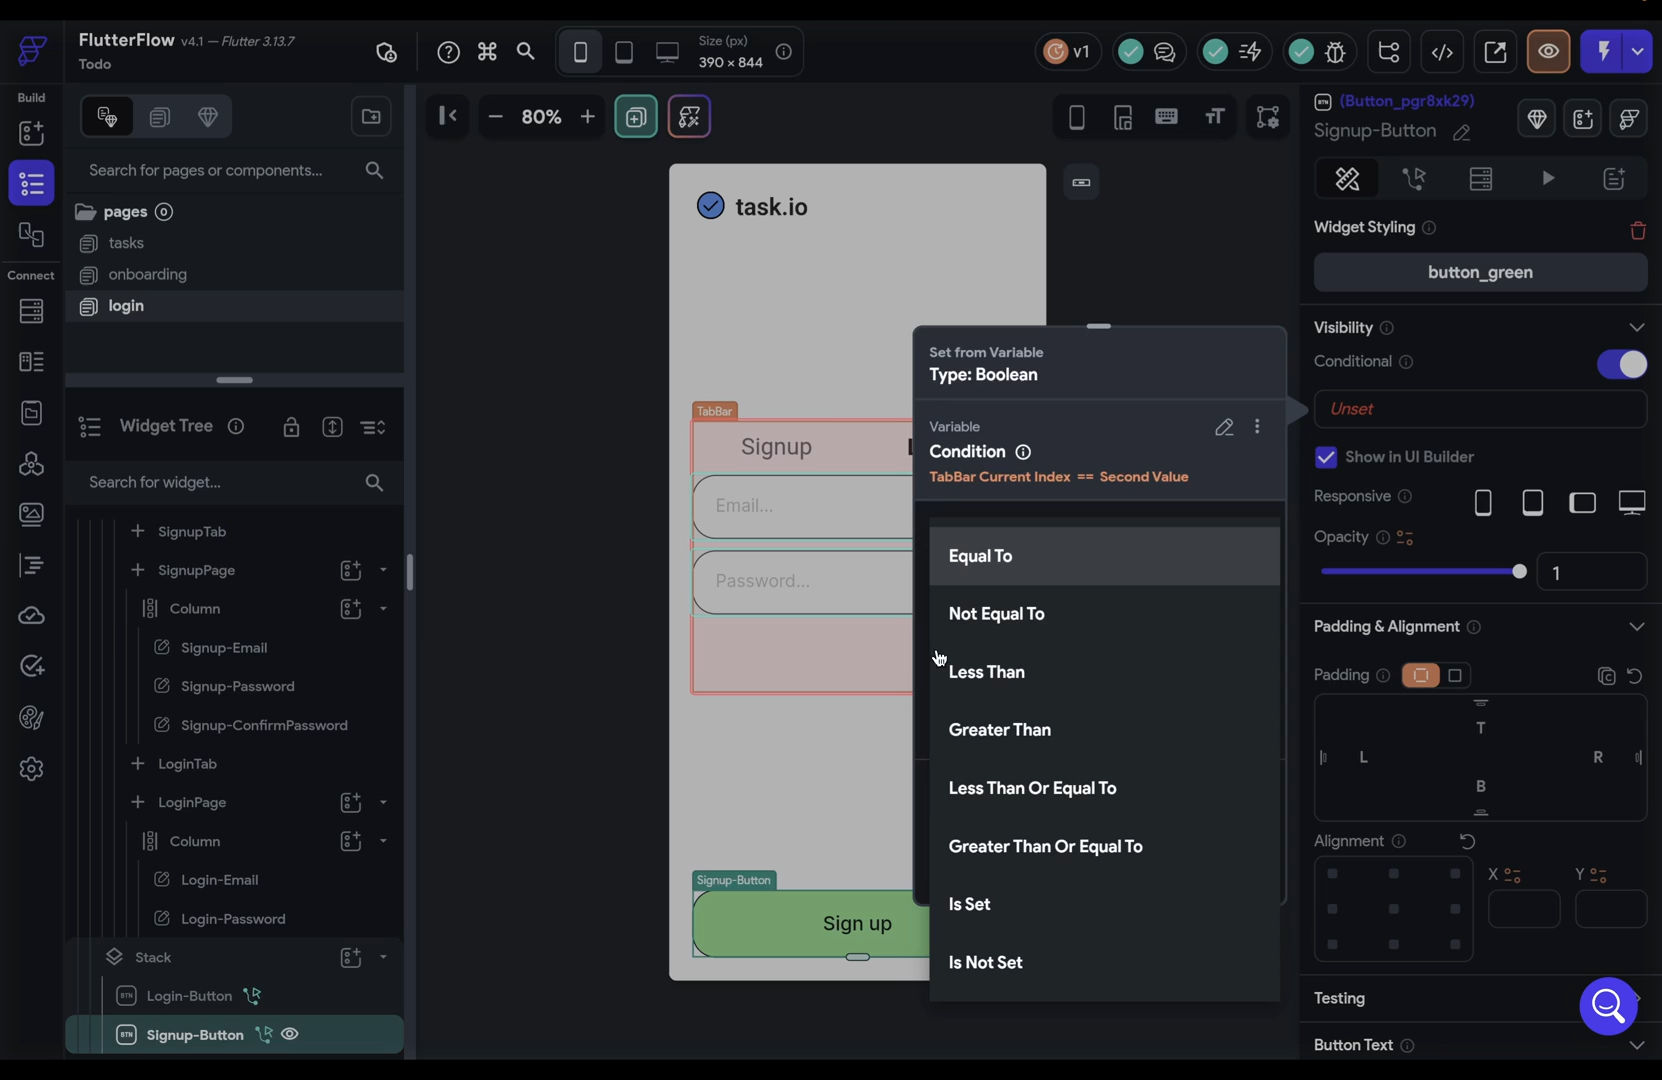 FlutterFlow v4.1 — Flutter 3.13.7
Todo
Size (px)
390 × 844
v1
Build
Connect
Search for pages or components...
pages 0
tasks
onboarding
login
Widget Tree
Search for widget...
SignupTab
SignupPage
Column
Signup-Email
Signup-Password
Signup-ConfirmPassword
LoginTab
LoginPage
Column
Login-Email
Login-Password
Stack
BTN Login-Button
BTN Signup-Button
80%
task.io
TabBar
Signup
Email...
Password...
Signup-Button
Sign up
Set from Variable
Type: Boolean
Variable
Condition
TabBar Current Index == Second Value
Equal To
Not Equal To
Less Than
Greater Than
Less Than Or Equal To
Greater Than Or Equal To
Is Set
Is Not Set
BTN (Button_pgr8xk29)
Signup-Button
Widget Styling
button_green
Visibility
Conditional
Unset
Show in UI Builder
Responsive
Opacity
1
Padding & Alignment
Padding
T
L R
B
Alignment
X Y
Testing
Button Text